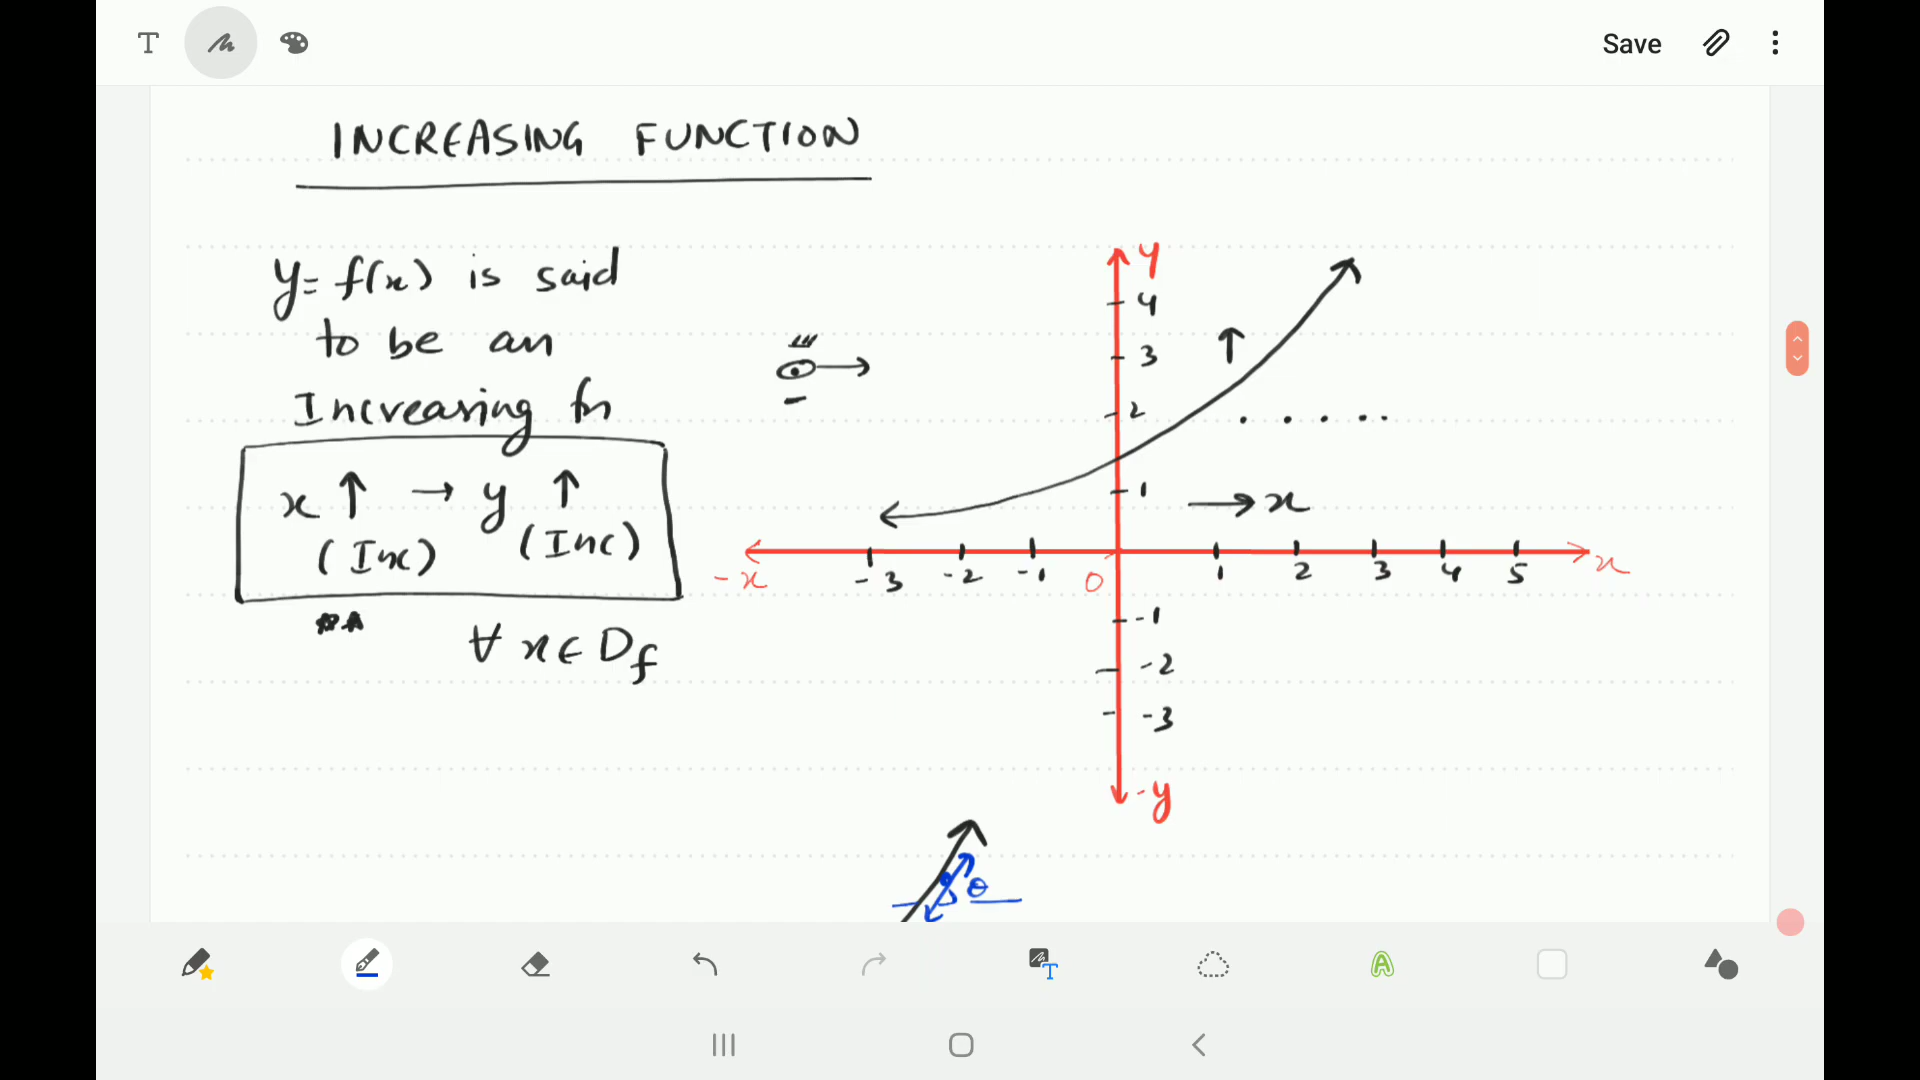 Save
INCREASING FUNCTION
y = f(x) is said
to be an
Increasing fn
x ↑ → y ↑
(Inc) (Inc)
∀ x ∈ Df
y
4
3
↑
2
1
→ x
-x -3 -2 -1 0 1 2 3 4 5 x
-1
-2
-3
-y
θ